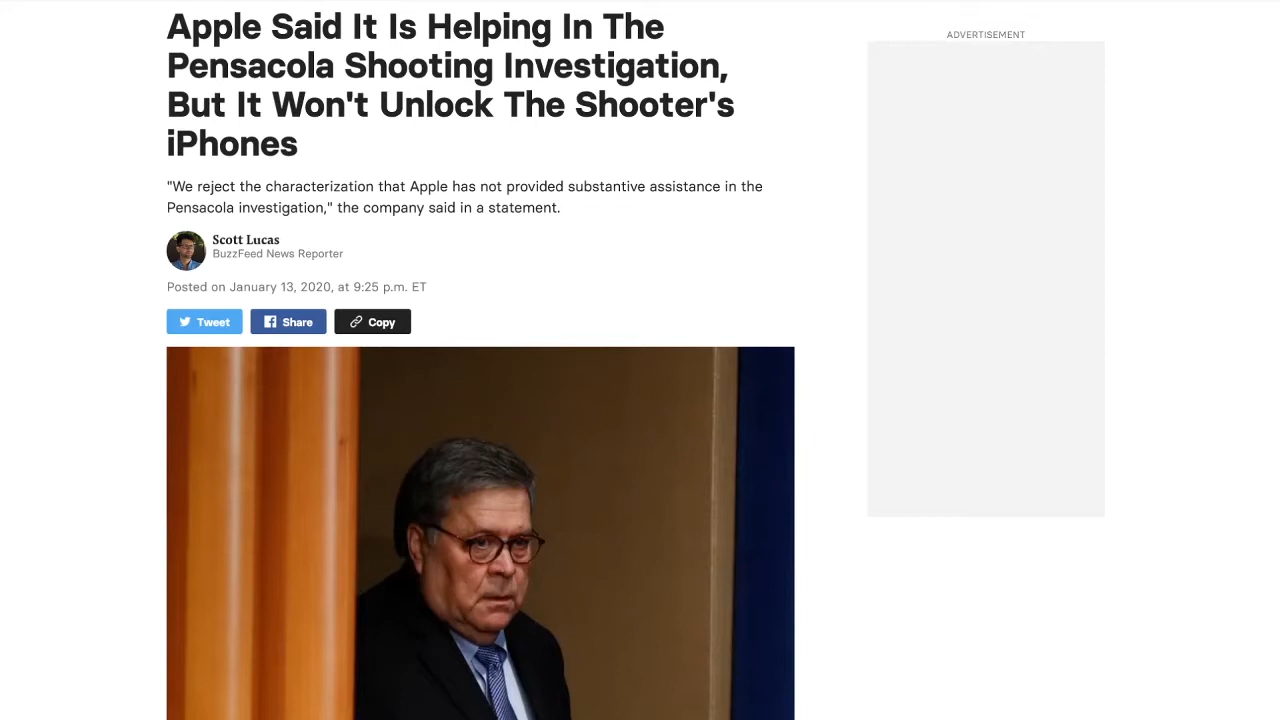 Apple Said It Is Helping In The
Pensacola Shooting Investigation,
But It Won't Unlock The Shooter's
iPhones
"We reject the characterization that Apple has not provided substantive assistance in the
Pensacola investigation," the company said in a statement.
Scott Lucas
BuzzFeed News Reporter
Posted on January 13, 2020, at 9:25 p.m. ET
Tweet
Share
Copy
ADVERTISEMENT